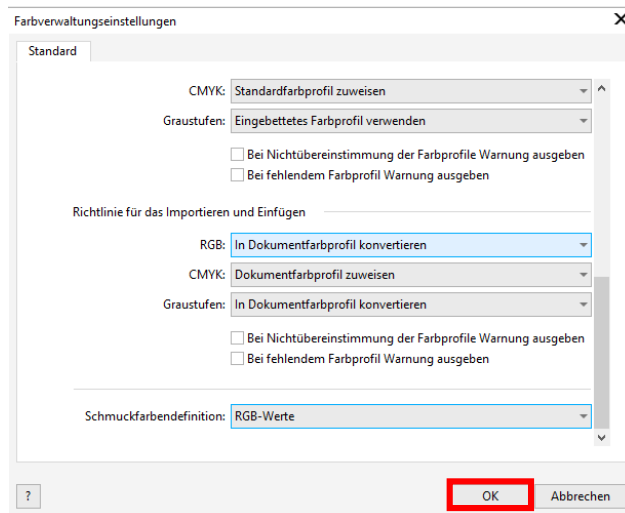 Farbverwaltungseinstellungen
Standard
CMYK: Standardfarbprofil zuweisen
Graustufen: Eingebettetes Farbprofil verwenden
Bei Nichtübereinstimmung der Farbprofile Warnung ausgeben
Bei fehlendem Farbprofil Warnung ausgeben
Richtlinie für das Importieren und Einfügen
RGB: In Dokumentfarbprofil konvertieren
CMYK: Dokumentfarbprofil zuweisen
Graustufen: In Dokumentfarbprofil konvertieren
Bei Nichtübereinstimmung der Farbprofile Warnung ausgeben
Bei fehlendem Farbprofil Warnung ausgeben
Schmuckfarbendefinition: RGB-Werte
? OK Abbrechen